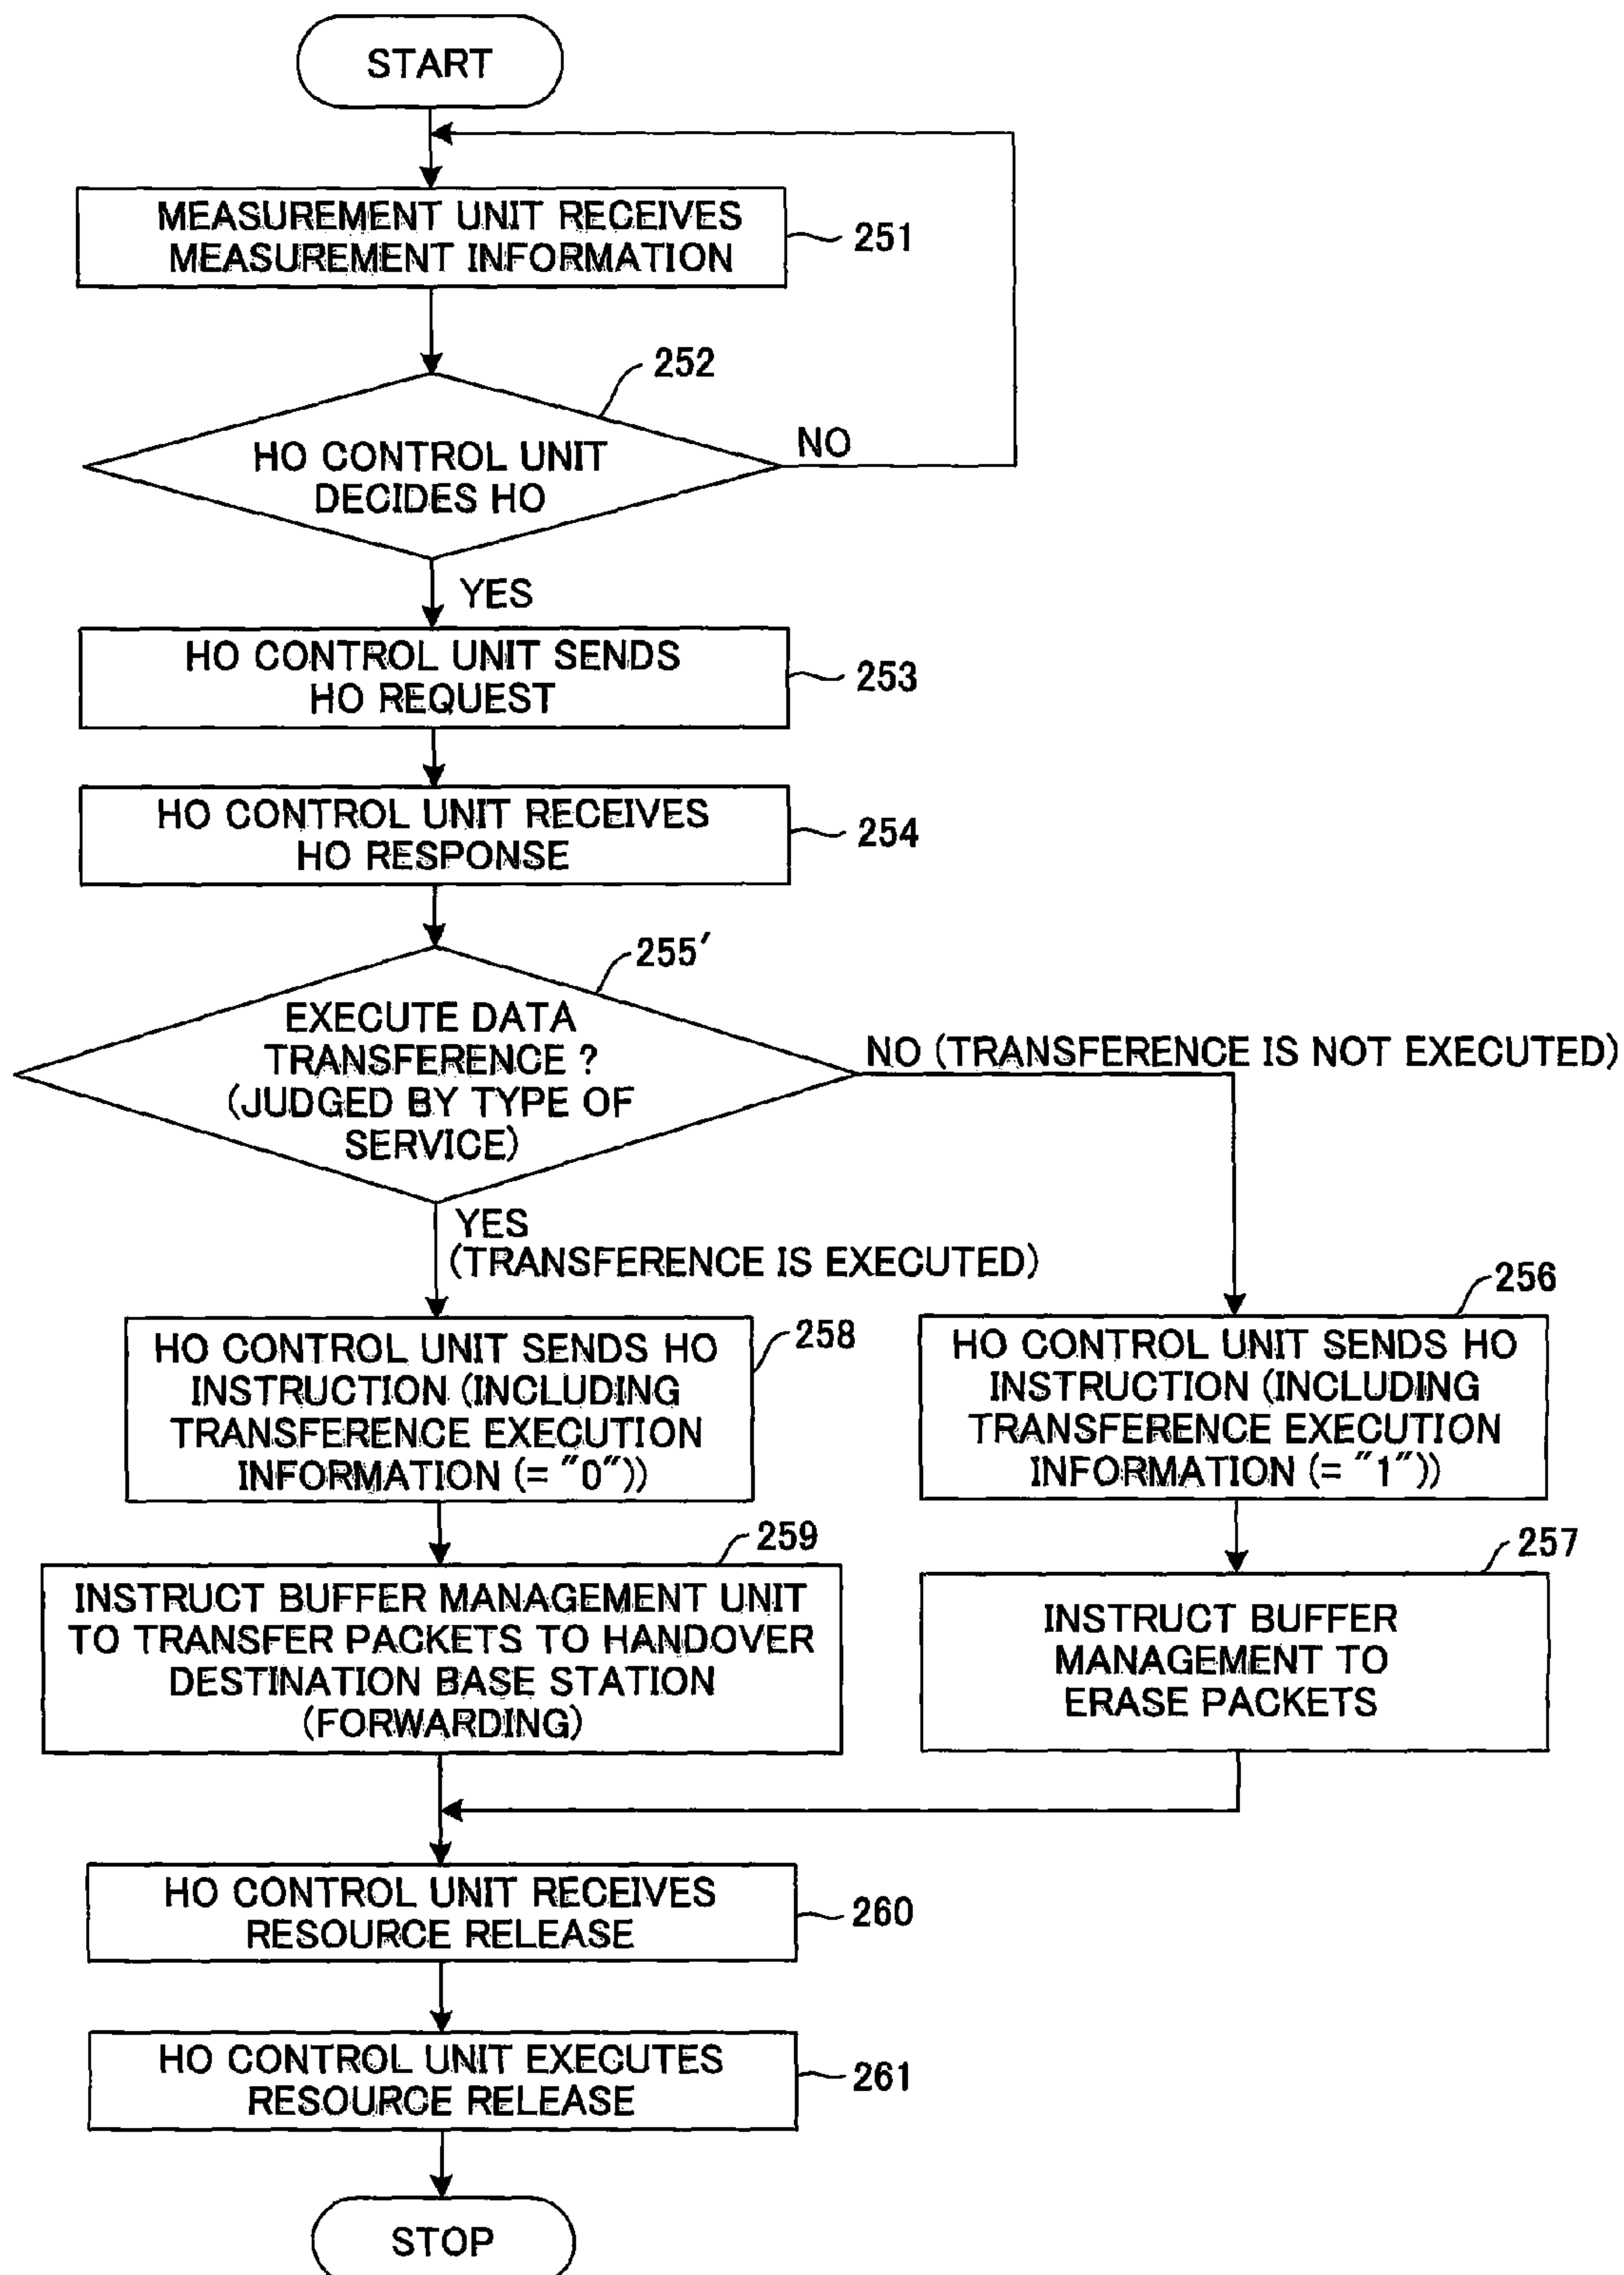 START
MEASUREMENT UNIT RECEIVES
MEASUREMENT INFORMATION
251
252
HO CONTROL UNIT
DECIDES HO
NO
YES
HO CONTROL UNIT SENDS
HO REQUEST
253
HO CONTROL UNIT RECEIVES
HO RESPONSE
254
255′
EXECUTE DATA
TRANSFERENCE ?
(JUDGED BY TYPE OF
SERVICE)
NO (TRANSFERENCE IS NOT EXECUTED)
YES
(TRANSFERENCE IS EXECUTED)
258
HO CONTROL UNIT SENDS HO
INSTRUCTION (INCLUDING
TRANSFERENCE EXECUTION
INFORMATION (= ″0″))
256
HO CONTROL UNIT SENDS HO
INSTRUCTION (INCLUDING
TRANSFERENCE EXECUTION
INFORMATION (= ″1″))
259
INSTRUCT BUFFER MANAGEMENT UNIT
TO TRANSFER PACKETS TO HANDOVER
DESTINATION BASE STATION
(FORWARDING)
257
INSTRUCT BUFFER
MANAGEMENT TO
ERASE PACKETS
HO CONTROL UNIT RECEIVES
RESOURCE RELEASE
260
HO CONTROL UNIT EXECUTES
RESOURCE RELEASE
261
STOP